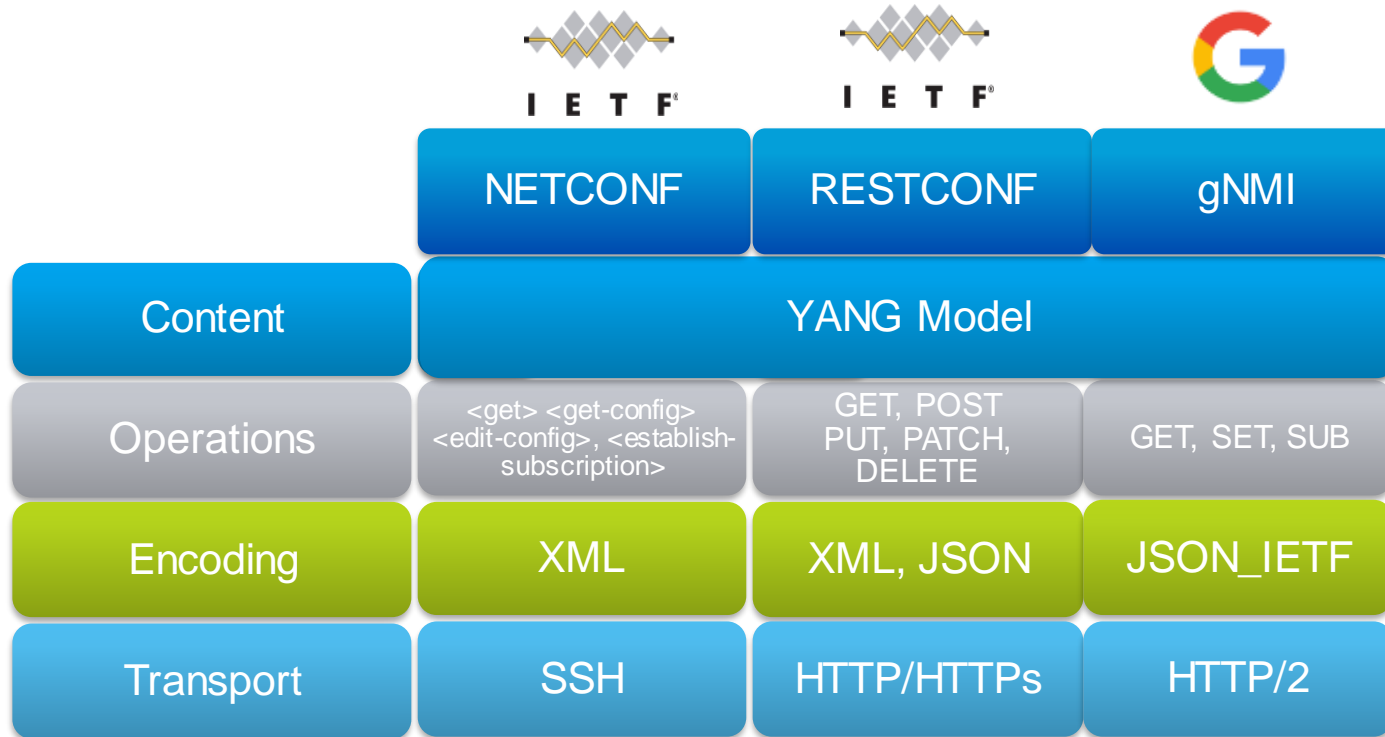 I E T F®
I E T F®
NETCONF
RESTCONF
gNMI
Content
YANG Model
Operations
<get> <get-config>
<edit-config>, <establish-
subscription>
GET, POST
PUT, PATCH,
DELETE
GET, SET, SUB
Encoding
XML
XML, JSON
JSON_IETF
Transport
SSH
HTTP/HTTPs
HTTP/2